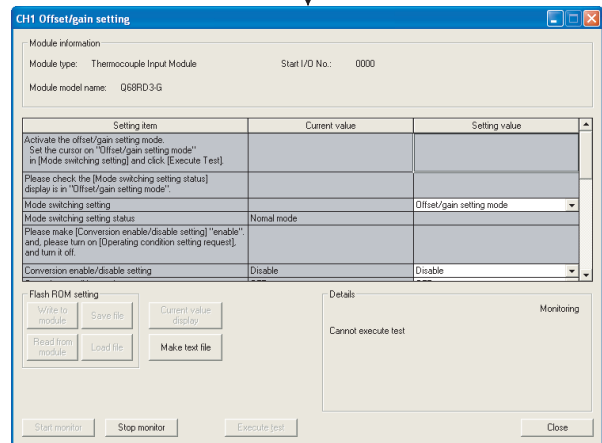 CH1 Offset/gain setting
Module information
Module type: Thermocouple Input Module Start I/O No.: 0000
Module model name: Q68RD3-G
Setting item Current value Setting value
Activate the offset/gain setting mode.
Set the cursor on "Offset/gain setting mode"
in [Mode switching setting] and click [Execute Test].
Please check the [Mode switching setting status]
display is in "Offset/gain setting mode".
Mode switching setting Offset/gain setting mode
Mode switching setting status Nomal mode
Please make [Conversion enable/disable setting] "enable".
and, please turn on [Operating condition setting request],
and turn it off.
Conversion enable/disable setting Disable Disable
Flash ROM setting
Write to
module
Save file
Current value
display
Read from
module
Load file
Make text file
Details
Monitoring
Cannot execute test
Start monitor Stop monitor Execute test Close